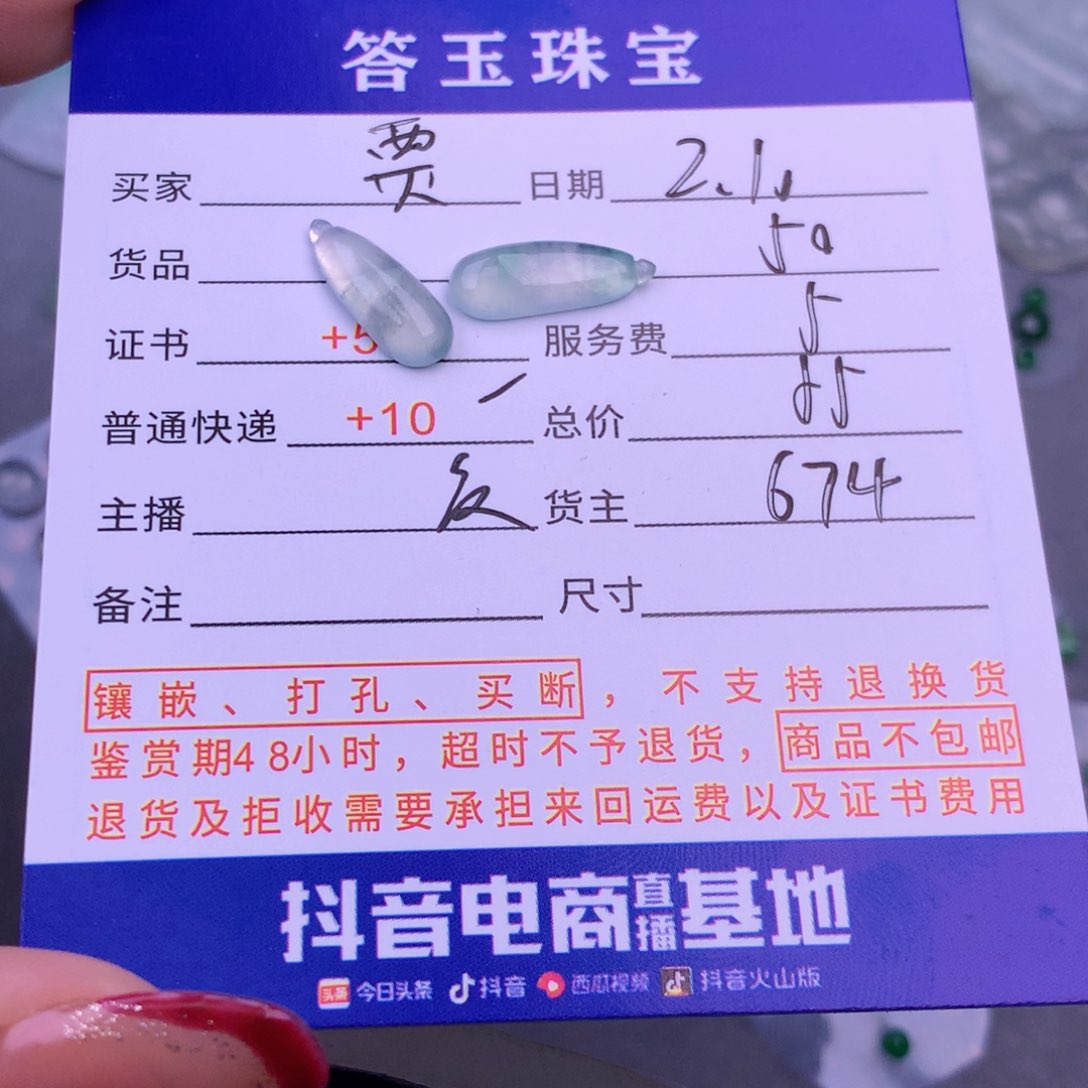 答玉珠宝
买家 票 日期 2.1
货品 50
证书 +5 服务费 5
普通快递 +10 总价 85
主播 货主 674
备注 尺寸
镶嵌、打孔、买断，不支持退换货
鉴赏期48小时，超时不予退货，商品不包邮
退货及拒收需要承担来回运费以及证书费用
抖音电商直播基地
头条 今日头条 抖音 西瓜视频 抖音火山版